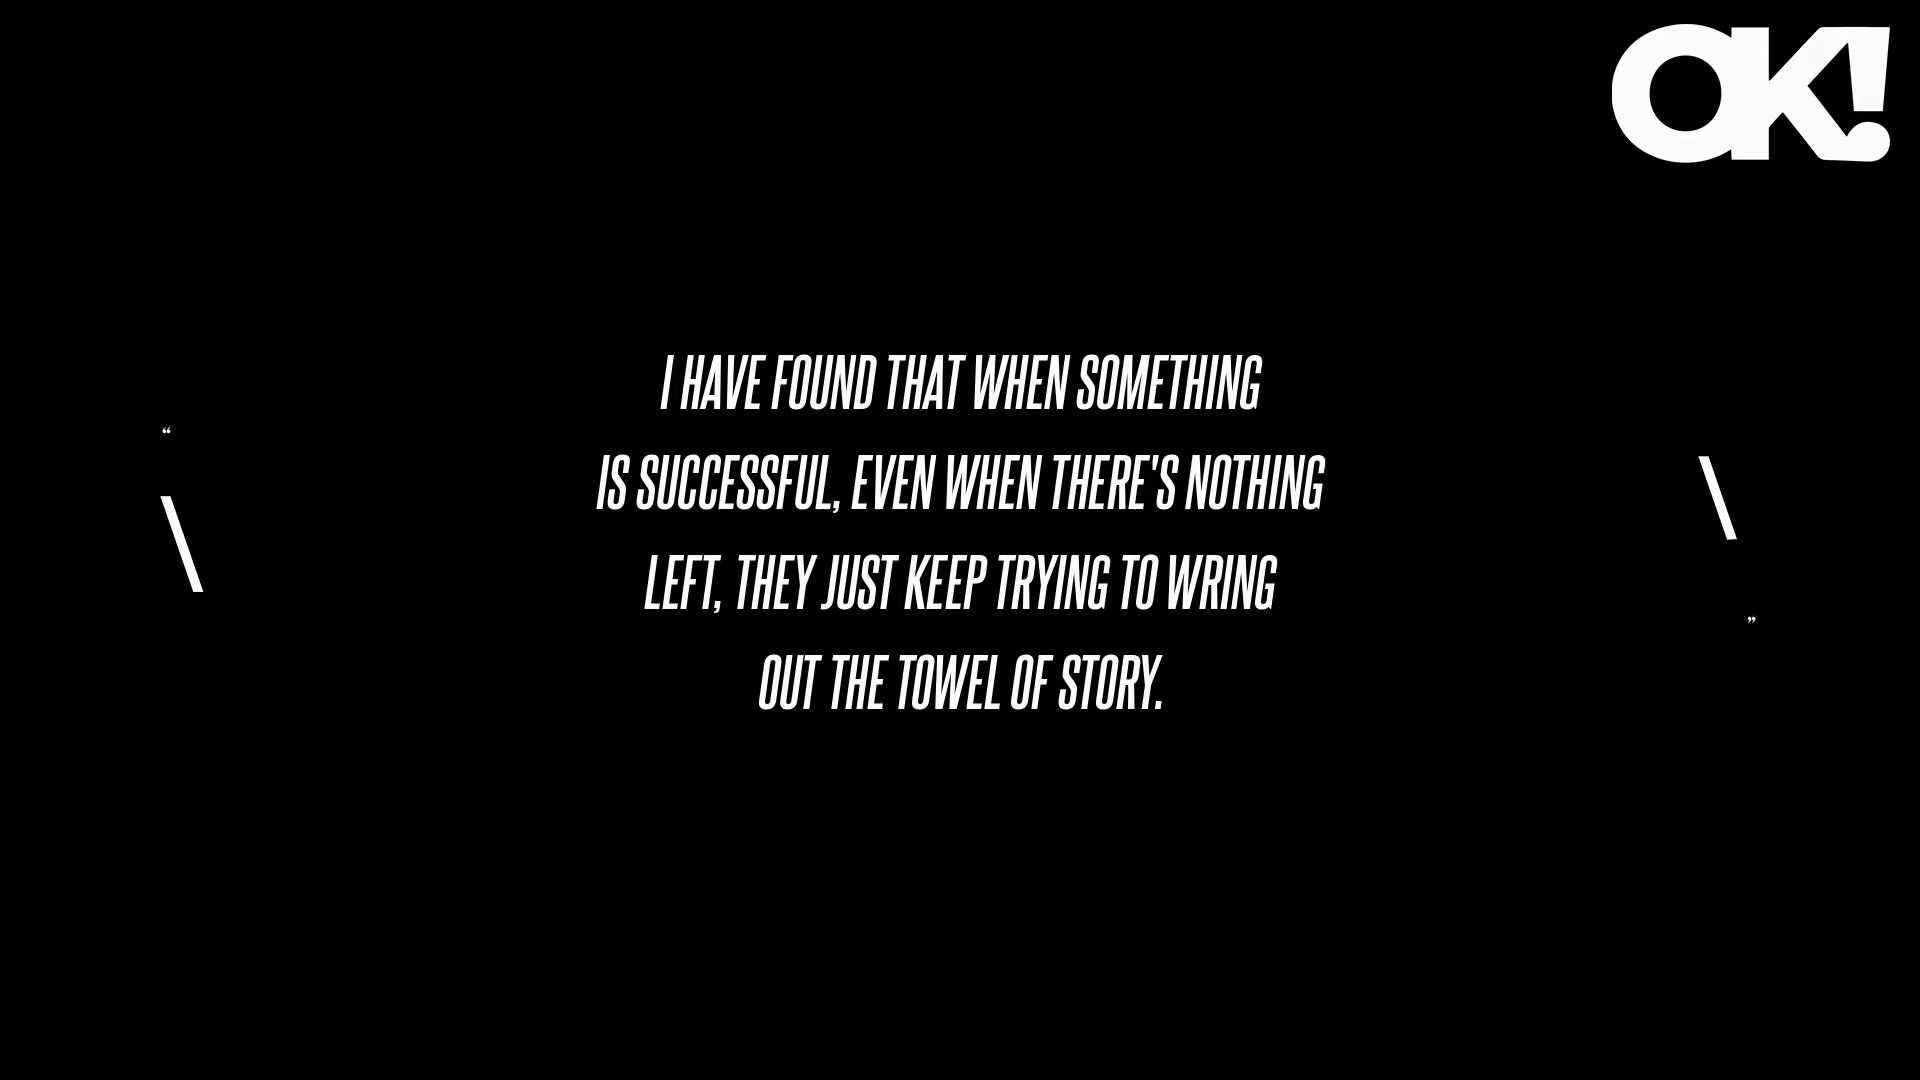 OK!
“
I HAVE FOUND THAT WHEN SOMETHING
IS SUCCESSFUL, EVEN WHEN THERE'S NOTHING
LEFT, THEY JUST KEEP TRYING TO WRING
OUT THE TOWEL OF STORY.
”